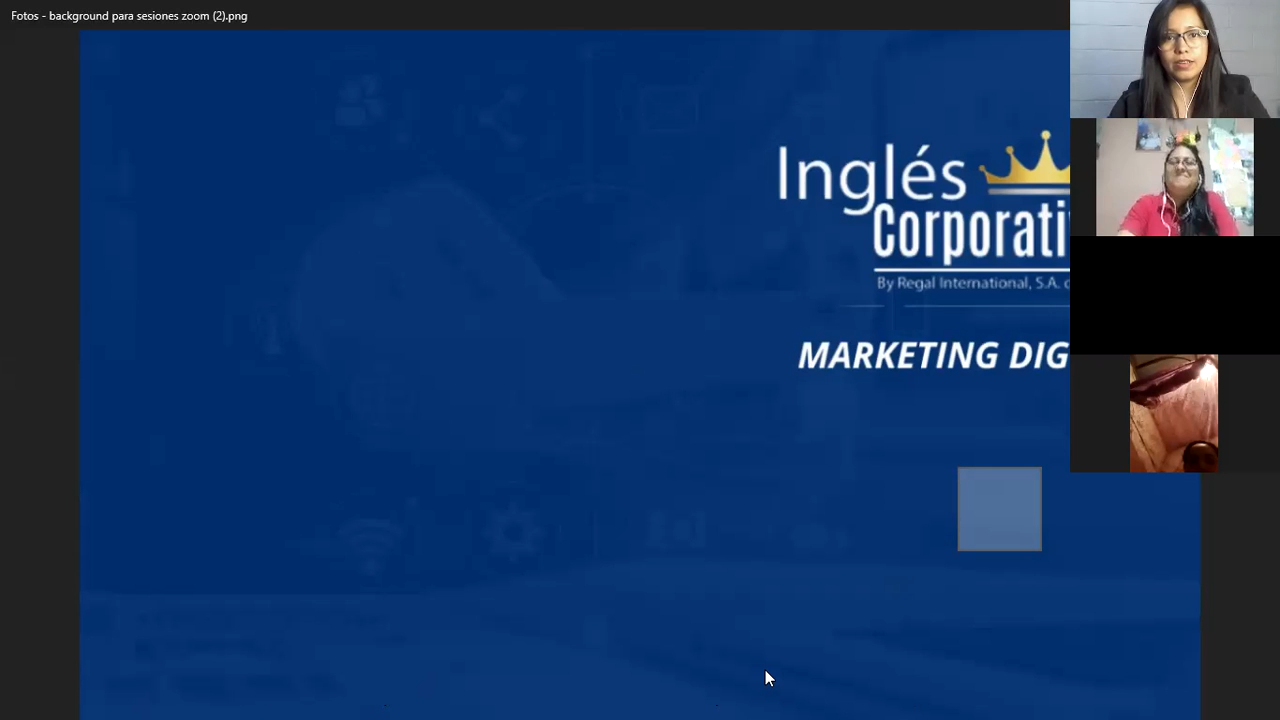 Fotos - background para sesiones zoom (2).png
Inglés
Corporati
By Regal International, S.A.
MARKETING DIG